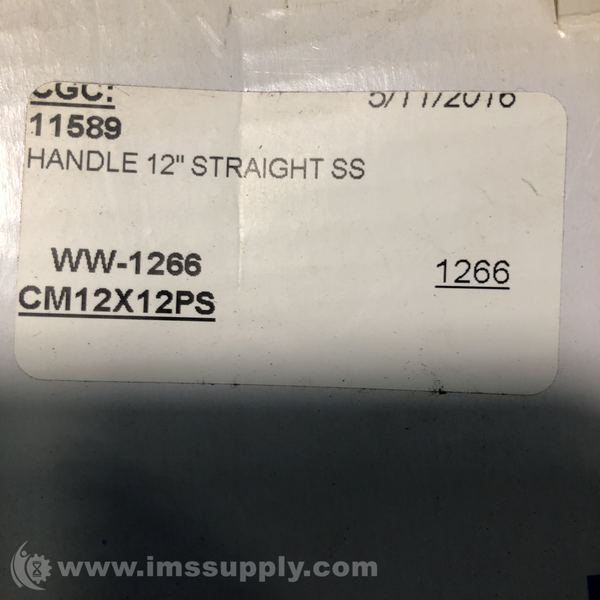 CGC: 5/11/2016
11589
HANDLE 12" STRAIGHT SS
WW-1266 1266
CM12X12PS
www.imssupply.com